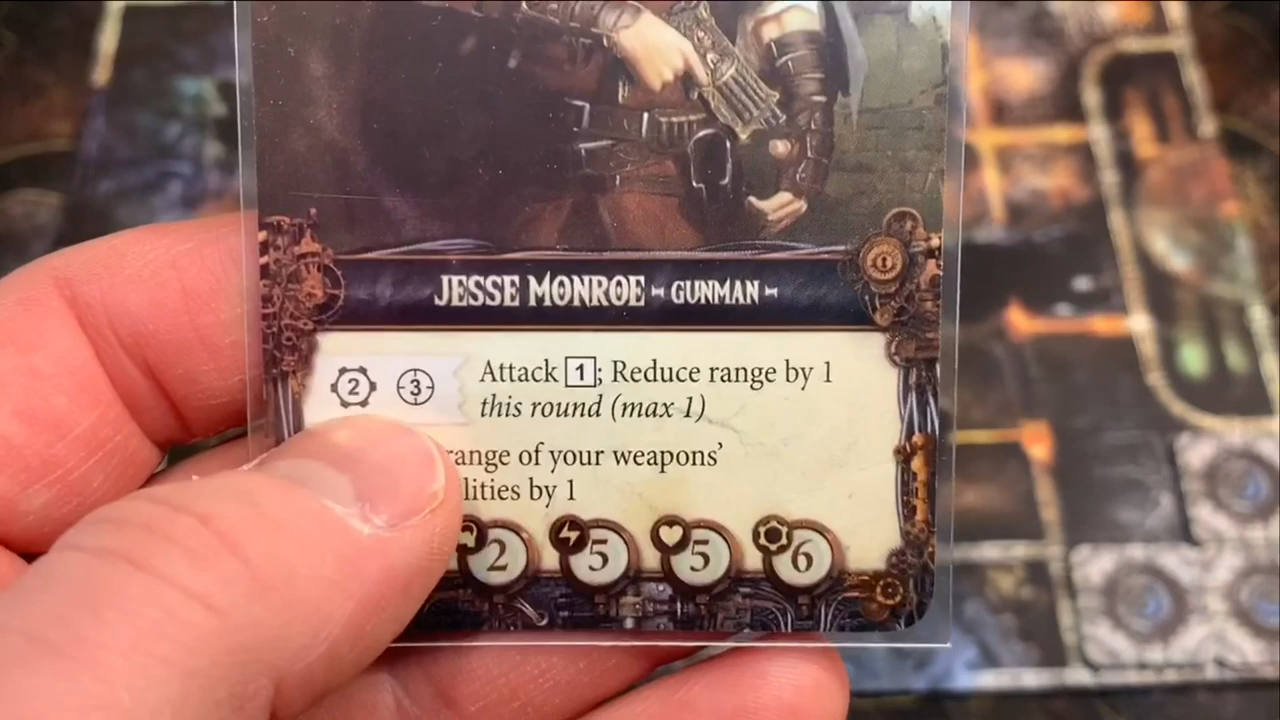 JESSE MONROE - GUNMAN -
2 3 Attack 1; Reduce range by 1
this round (max 1)
range of your weapons'
by 1
2 5 5 6